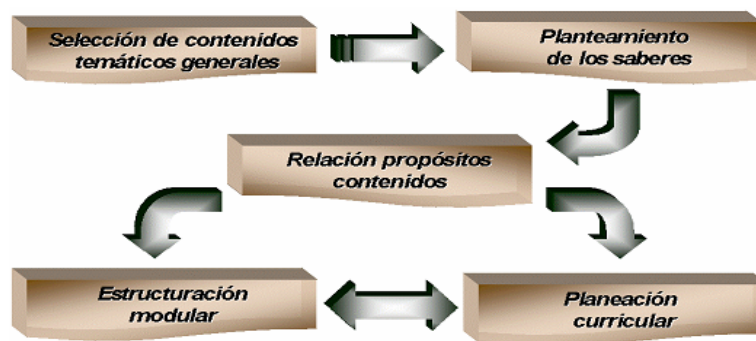 Selección de contenidos
temáticos generales
Planteamiento
de los saberes
Relación propósitos
contenidos
Estructuración
modular
Planeación
curricular